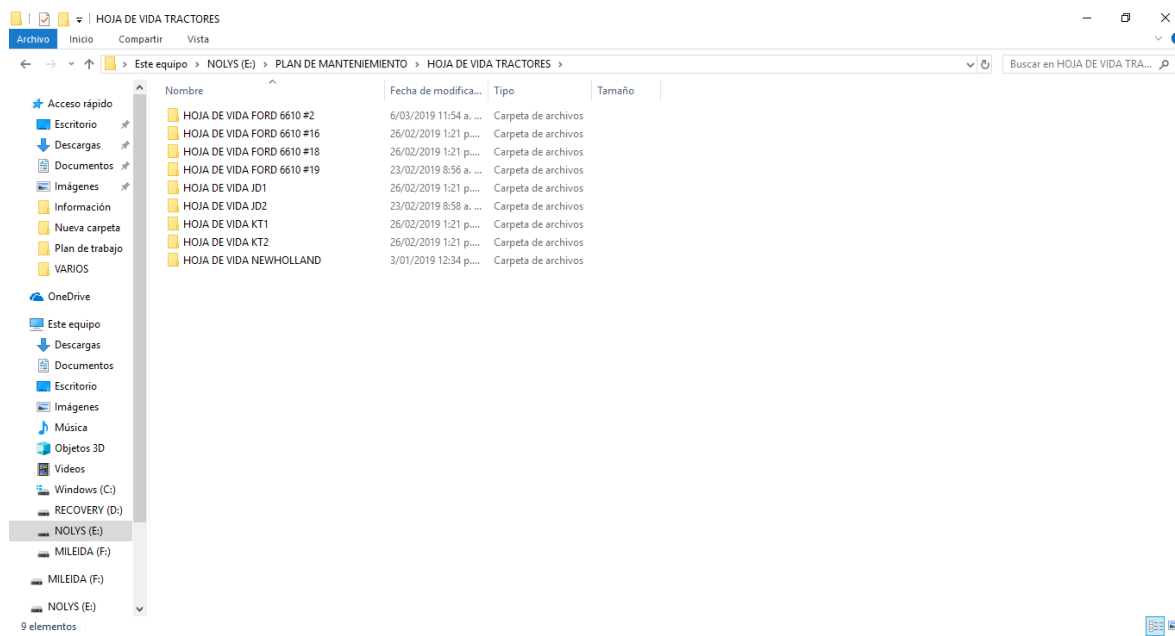 HOJA DE VIDA TRACTORES
Archivo Inicio Compartir Vista
Este equipo > NOLYS (E:) > PLAN DE MANTENIEMIENTO > HOJA DE VIDA TRACTORES >
Buscar en HOJA DE VIDA TRA...
Nombre Fecha de modifica... Tipo Tamaño
HOJA DE VIDA FORD 6610 #2 6/03/2019 11:54 a. ... Carpeta de archivos
HOJA DE VIDA FORD 6610 #16 26/02/2019 1:21 p.... Carpeta de archivos
HOJA DE VIDA FORD 6610 #18 26/02/2019 1:21 p.... Carpeta de archivos
HOJA DE VIDA FORD 6610 #19 23/02/2019 8:56 a. ... Carpeta de archivos
HOJA DE VIDA JD1 26/02/2019 1:21 p.... Carpeta de archivos
HOJA DE VIDA JD2 23/02/2019 8:58 a. ... Carpeta de archivos
HOJA DE VIDA KT1 26/02/2019 1:21 p.... Carpeta de archivos
HOJA DE VIDA KT2 26/02/2019 1:21 p.... Carpeta de archivos
HOJA DE VIDA NEWHOLLAND 3/01/2019 12:34 p.... Carpeta de archivos
Acceso rápido
Escritorio
Descargas
Documentos
Imágenes
Información
Nueva carpeta
Plan de trabajo
VARIOS
OneDrive
Este equipo
Descargas
Documentos
Escritorio
Imágenes
Música
Objetos 3D
Videos
Windows (C:)
RECOVERY (D:)
NOLYS (E:)
MILEIDA (F:)
MILEIDA (F:)
NOLYS (E:)
9 elementos